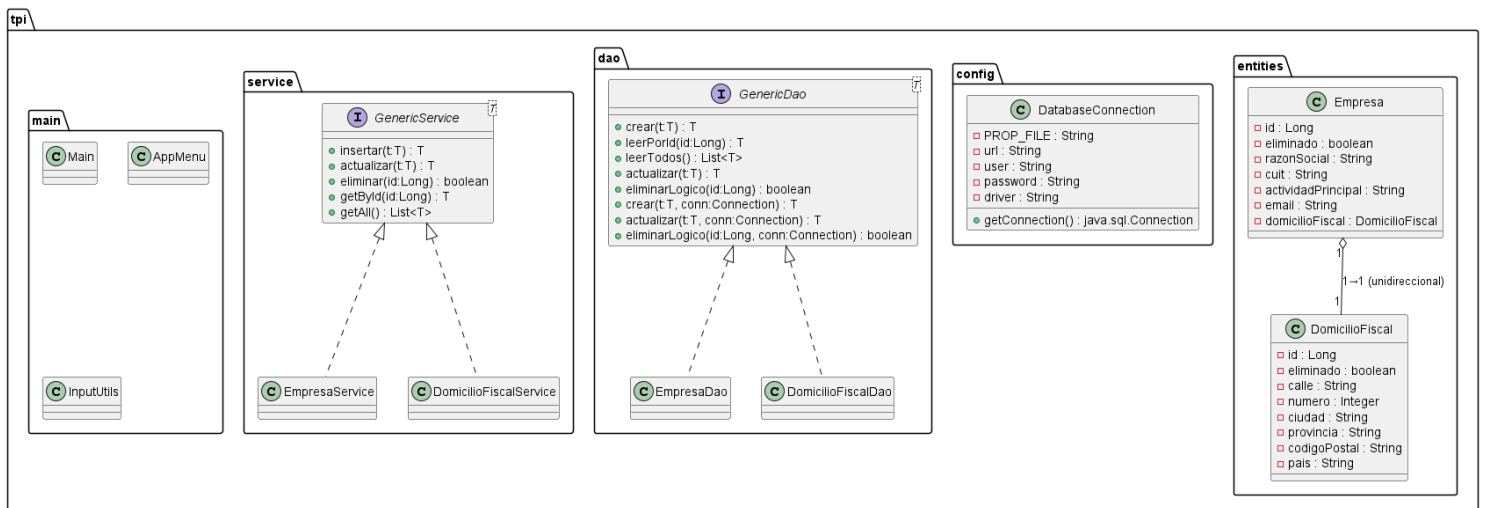 tpi
main
C Main
C AppMenu
C InputUtils
service
I GenericService T
insertar(t:T) : T
actualizar(t:T) : T
eliminar(id:Long) : boolean
getById(id:Long) : T
getAll() : List<T>
C EmpresaService
C DomicilioFiscalService
dao
I GenericDao T
crear(t:T) : T
leerPorId(id:Long) : T
leerTodos() : List<T>
actualizar(t:T) : T
eliminarLogico(id:Long) : boolean
crear(t:T, conn:Connection) : T
actualizar(t:T, conn:Connection) : T
eliminarLogico(id:Long, conn:Connection) : boolean
C EmpresaDao
C DomicilioFiscalDao
config
C DatabaseConnection
PROP_FILE : String
url : String
user : String
password : String
driver : String
getConnection() : java.sql.Connection
entities
C Empresa
id : Long
eliminado : boolean
razonSocial : String
cuit : String
actividadPrincipal : String
email : String
domicilioFiscal : DomicilioFiscal
1
1→1 (unidireccional)
1
C DomicilioFiscal
id : Long
eliminado : boolean
calle : String
numero : Integer
ciudad : String
provincia : String
codigoPostal : String
pais : String